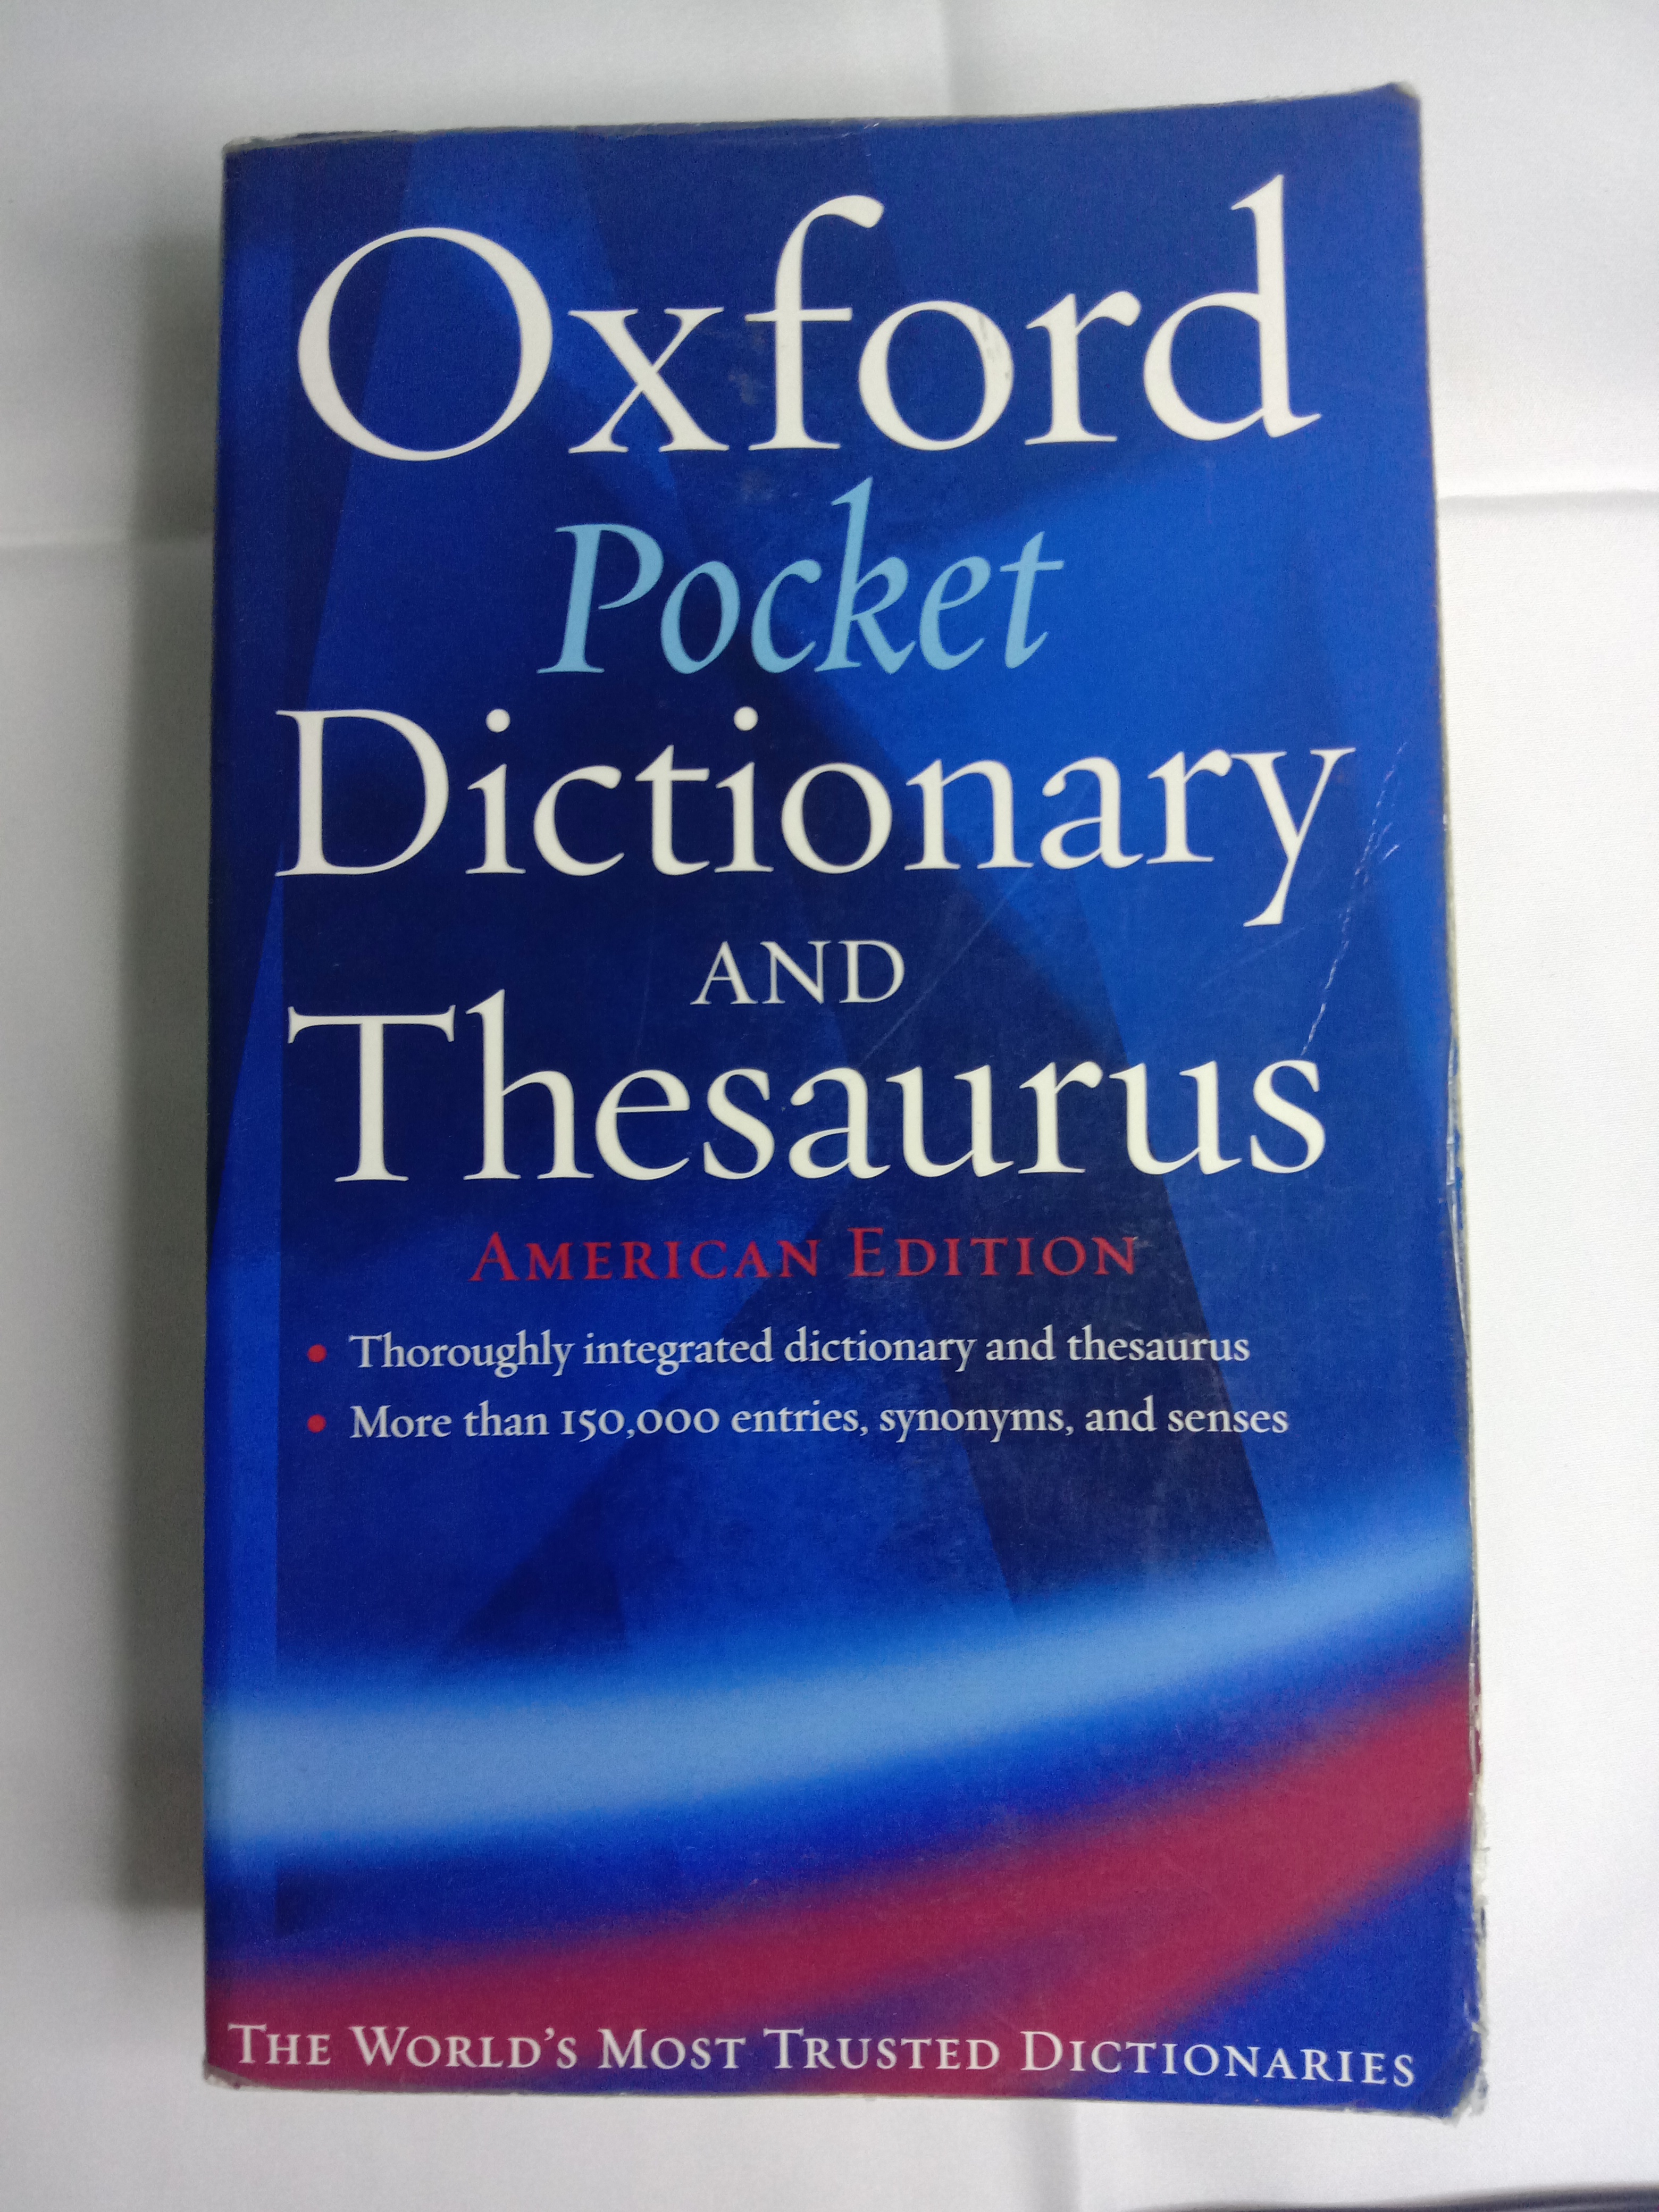 Oxford
Pocket
Dictionary
AND
Thesaurus
AMERICAN EDITION
• Thoroughly integrated dictionary and thesaurus
• More than 150,000 entries, synonyms, and senses
THE WORLD'S MOST TRUSTED DICTIONARIES